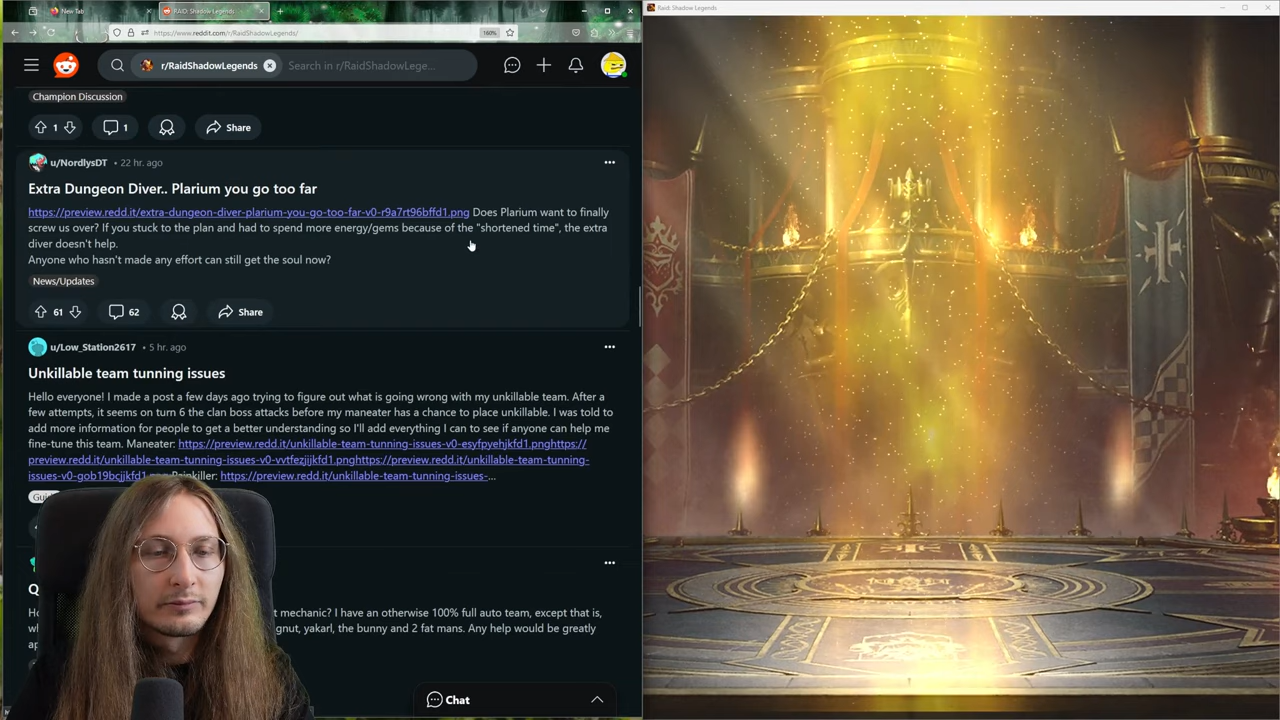 New Tab
RAID: Shadow Legends
Raid: Shadow Legends
https://www.reddit.com/r/RaidShadowLegends/
160%
r/RaidShadowLegends
Search in r/RaidShadowLege...
Champion Discussion
1
1
Share
u/NordlysDT • 22 hr. ago
Extra Dungeon Diver.. Plarium you go too far
https://preview.redd.it/extra-dungeon-diver-plarium-you-go-too-far-v0-r9a7rt96bffd1.png Does Plarium want to finally
screw us over? If you stuck to the plan and had to spend more energy/gems because of the "shortened time", the extra
diver doesn't help.
Anyone who hasn't made any effort can still get the soul now?
News/Updates
61
62
Share
u/Low_Station2617 • 5 hr. ago
Unkillable team tunning issues
Hello everyone! I made a post a few days ago trying to figure out what is going wrong with my unkillable team. After a
few attempts, it seems on turn 6 the clan boss attacks before my maneater has a chance to place unkillable. I was told to
add more information for people to get a better understanding so I'll add everything I can to see if anyone can help me
fine-tune this team. Maneater: https://preview.redd.it/unkillable-team-tunning-issues-v0-esyfpyehjkfd1.pnghttps://
preview.redd.it/unkillable-team-tunning-issues-v0-vvtfezjijkfd1.pnghttps://preview.redd.it/unkillable-team-tunning-
issues-v0-gob19bcjjkfd1.png Painkiller: https://preview.redd.it/unkillable-team-tunning-issues-...
t mechanic? I have an otherwise 100% full auto team, except that is,
gnut, yakarl, the bunny and 2 fat mans. Any help would be greatly
Chat